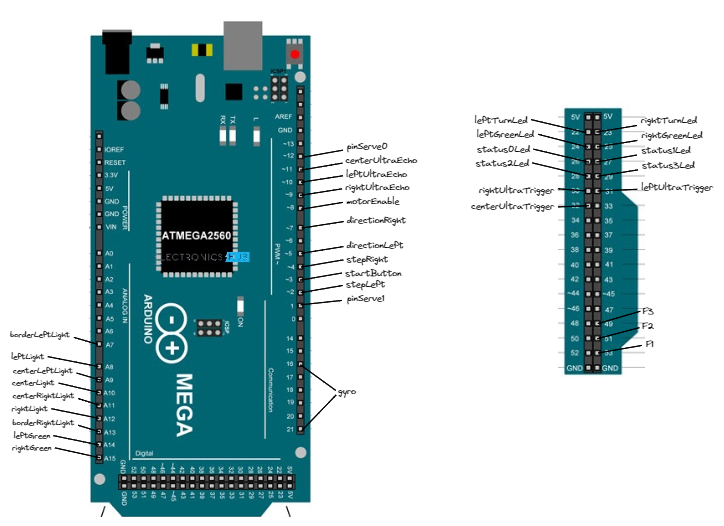 ICSP2
AREF
GND
~13
~12
~11
~10
~9
~8
~7
~6
~5
~4
~3
~2
1
0
14
15
16
17
18
19
20
21
PWM ~
Communication
RX
TX
L
ON
ICSP
IOREF
RESET
3.3V
5V
GND
GND
VIN
POWER
A0
A1
A2
A3
A4
A5
A6
A7
A8
A9
A10
A11
A12
A13
A14
A15
ANALOG IN
ATMEGA2560
ARDUINO
MEGA
Digital
GND 52 50 48 ~46 ~44 42 40 38 36 34 32 30 28 26 24 22 5V
GND 53 51 49 47 ~45 43 41 39 37 35 33 31 29 27 25 23 5V
borderLeftLight
leftLight
centerLeftLight
centerLight
centerRightLight
rightLight
borderRightLight
leftGreen
rightGreen
pinServo0
centerUltraEcho
leftUltraEcho
rightUltraEcho
motorEnable
directionRight
directionLeft
stepRight
startButton
stepLeft
pinServo1
gyro
5V 5V
leftTurnLed 22 23 rightTurnLed
leftGreenLed 24 25 rightGreenLed
status0Led 26 27 status1Led
status2Led 28 29 status3Led
rightUltraTrigger 30 31 leftUltraTrigger
centerUltraTrigger 32 33
34 35
36 37
38 39
40 41
42 43
~44 ~45
~46 47
48 49 F3
50 51 F2
52 53 F1
GND GND